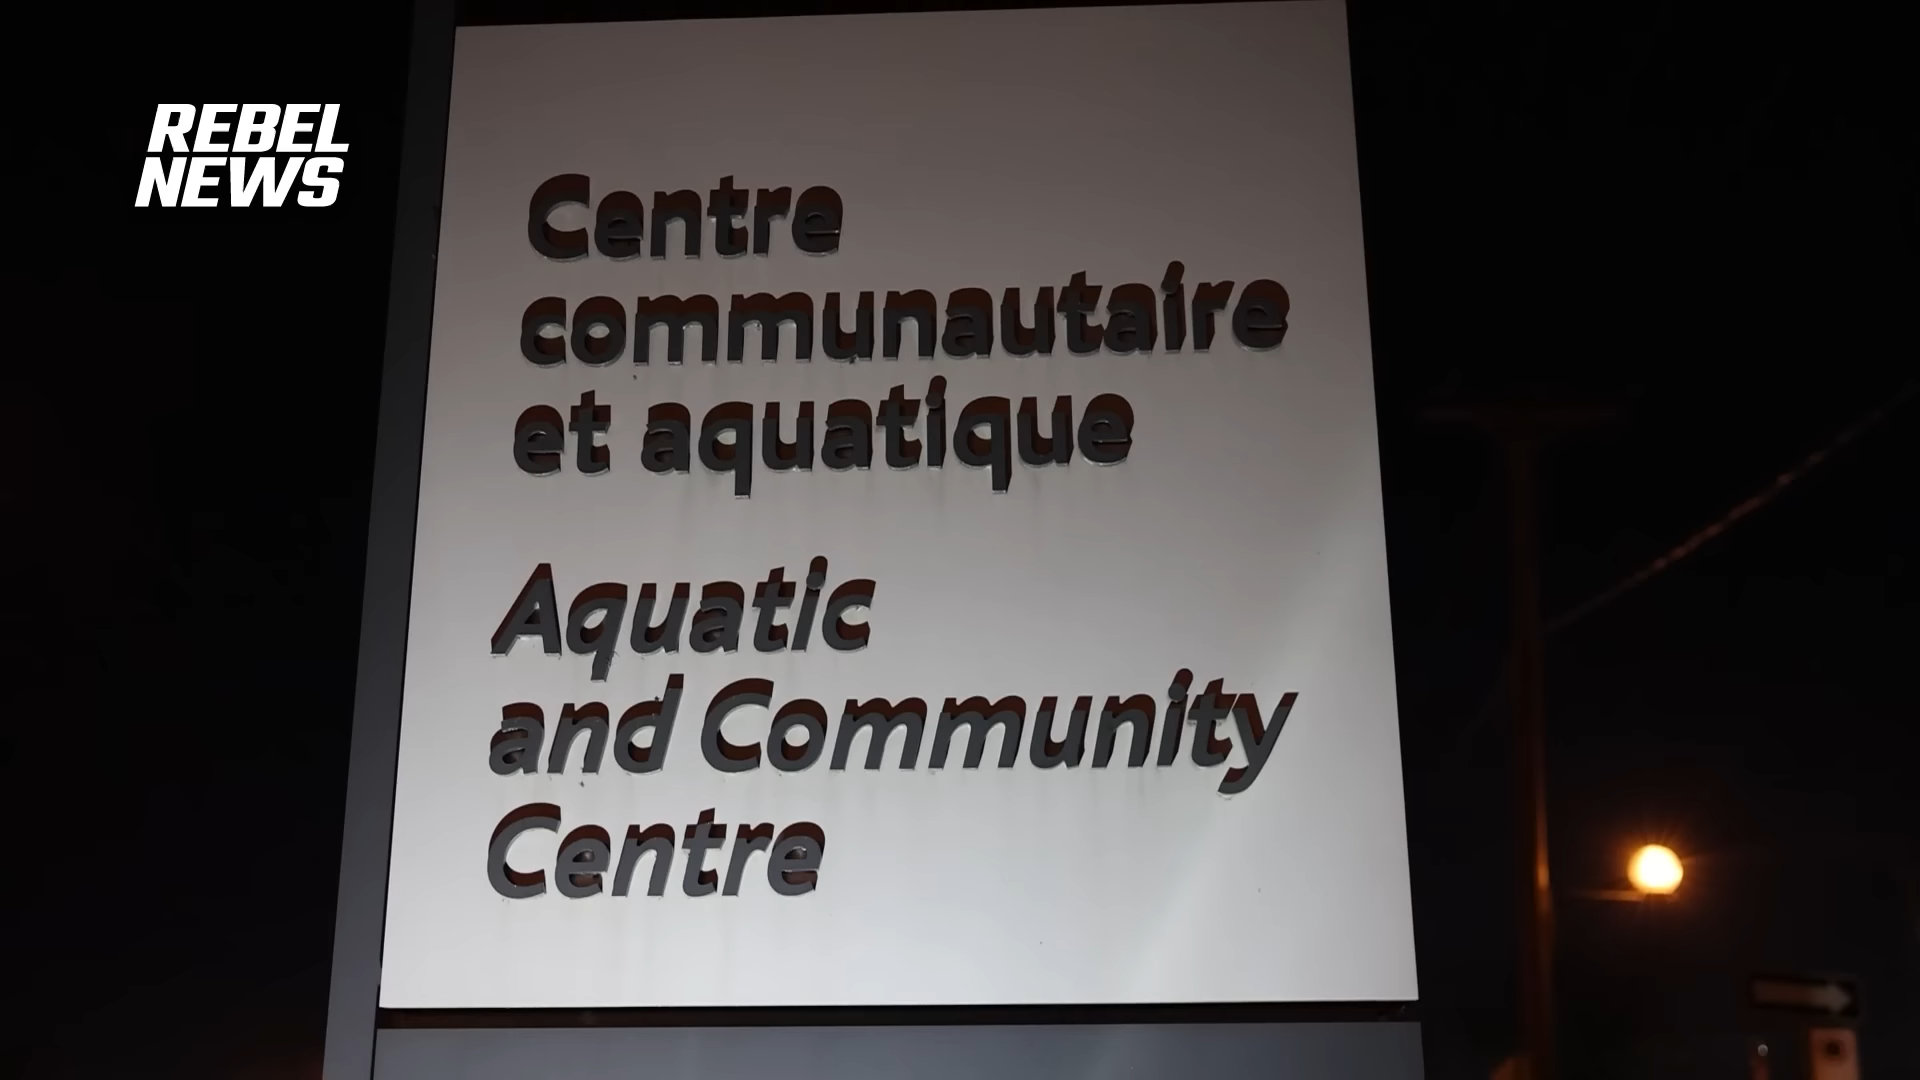 REBEL
NEWS
Centre
communautaire
et aquatique
Aquatic
and Community
Centre